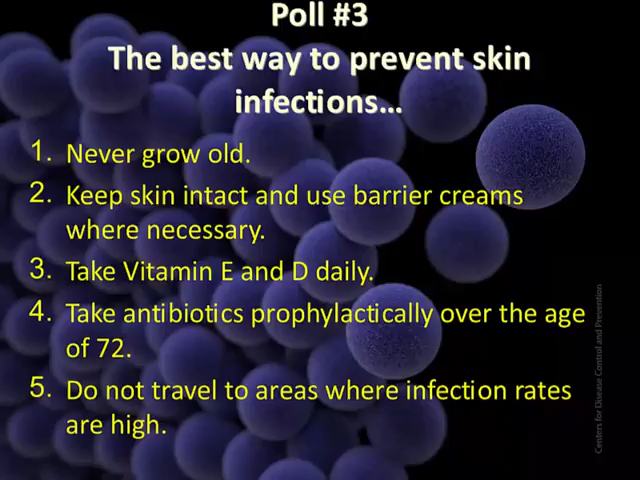 Poll #3
The best way to prevent skin
infections…
1. Never grow old.
2. Keep skin intact and use barrier creams
where necessary.
3. Take Vitamin E and D daily.
4. Take antibiotics prophylactically over the age
of 72.
5. Do not travel to areas where infection rates
are high.
Centers for Disease Control and Prevention